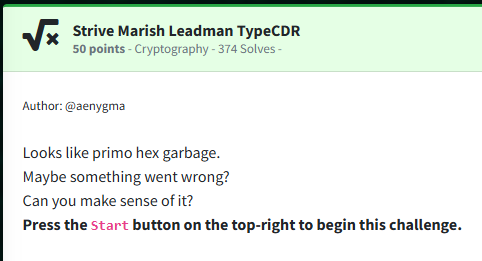 Strive Marish Leadman TypeCDR
50 points - Cryptography - 374 Solves -
Author: @aenygma
Looks like primo hex garbage.
Maybe something went wrong?
Can you make sense of it?
Press the Start button on the top-right to begin this challenge.